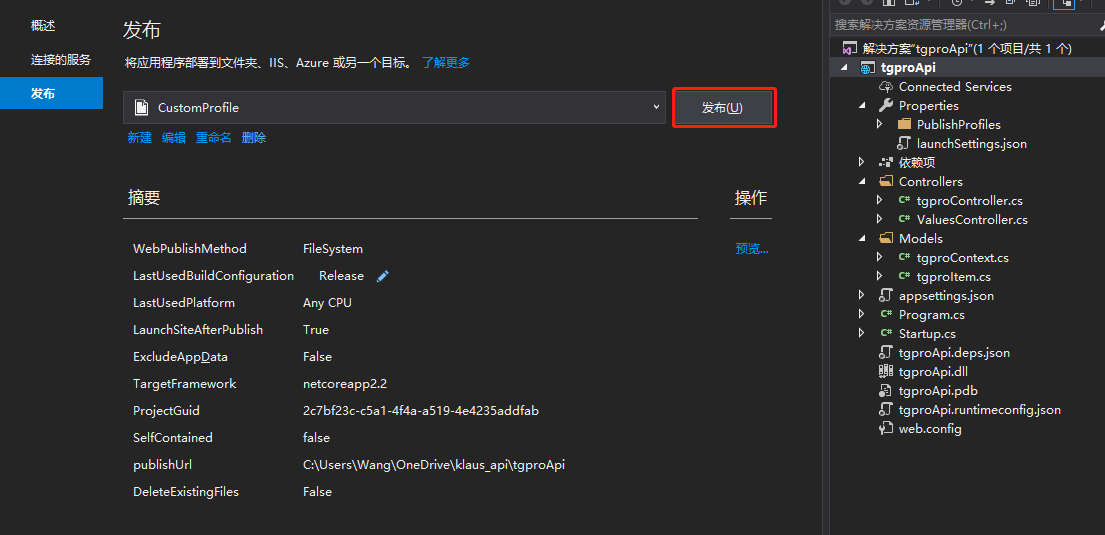 概述
连接的服务
发布
发布
将应用程序部署到文件夹、IIS、Azure 或另一个目标。 了解更多
CustomProfile
发布(U)
新建 编辑 重命名 删除
摘要
操作
WebPublishMethod FileSystem
预览...
LastUsedBuildConfiguration Release
LastUsedPlatform Any CPU
LaunchSiteAfterPublish True
ExcludeAppData False
TargetFramework netcoreapp2.2
ProjectGuid 2c7bf23c-c5a1-4f4a-a519-4e4235addfab
SelfContained false
publishUrl C:\Users\Wang\OneDrive\klaus_api\tgproApi
DeleteExistingFiles False
搜索解决方案资源管理器(Ctrl+;)
解决方案"tgproApi"(1 个项目/共 1 个)
tgproApi
Connected Services
Properties
PublishProfiles
launchSettings.json
依赖项
Controllers
C# tgproController.cs
C# ValuesController.cs
Models
C# tgproContext.cs
C# tgproItem.cs
appsettings.json
C# Program.cs
C# Startup.cs
tgproApi.deps.json
tgproApi.dll
tgproApi.pdb
tgproApi.runtimeconfig.json
web.config